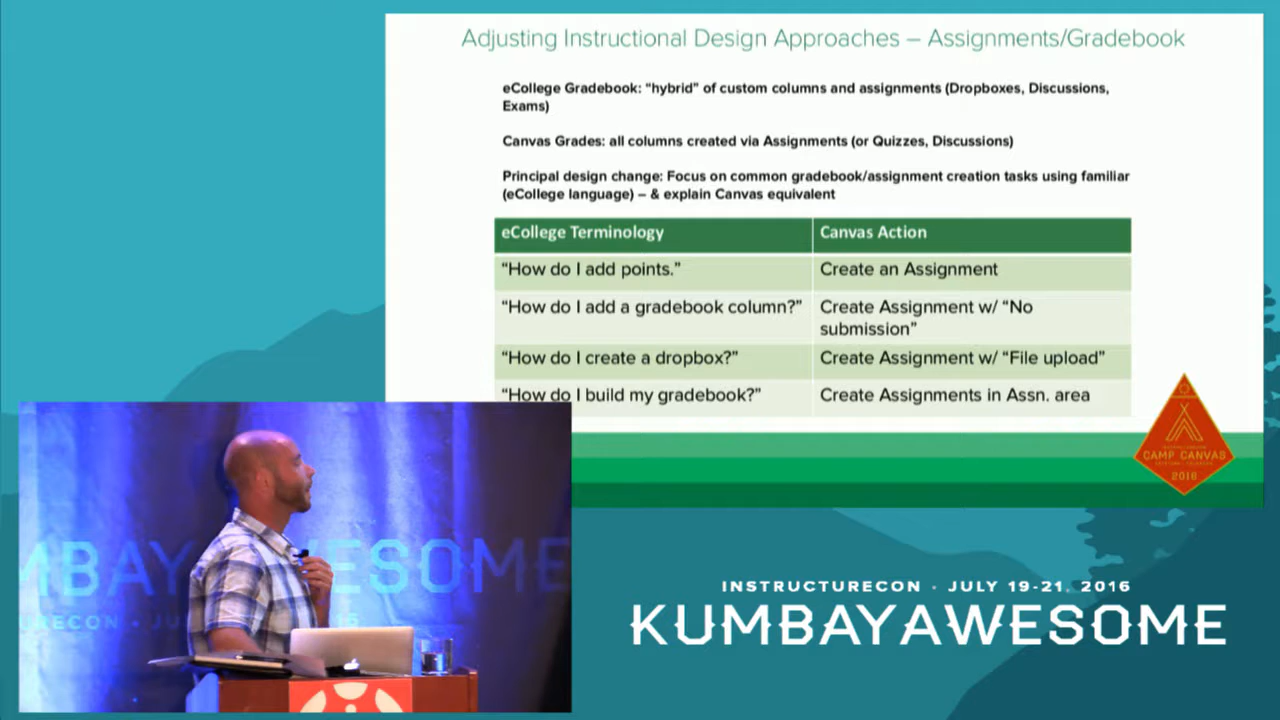 Adjusting Instructional Design Approaches – Assignments/Gradebook
eCollege Gradebook: “hybrid” of custom columns and assignments (Dropboxes, Discussions,
Exams)
Canvas Grades: all columns created via Assignments (or Quizzes, Discussions)
Principal design change: Focus on common gradebook/assignment creation tasks using familiar
(eCollege language) – & explain Canvas equivalent
eCollege Terminology
Canvas Action
“How do I add points.”
Create an Assignment
“How do I add a gradebook column?”
Create Assignment w/ “No
submission”
“How do I create a dropbox?”
Create Assignment w/ “File upload”
“How do I build my gradebook?”
Create Assignments in Assn. area
CAMP CANVAS
2016
MBAYAWESOME
INSTRUCTURECON · JULY 19-21, 2016
KUMBAYAWESOME